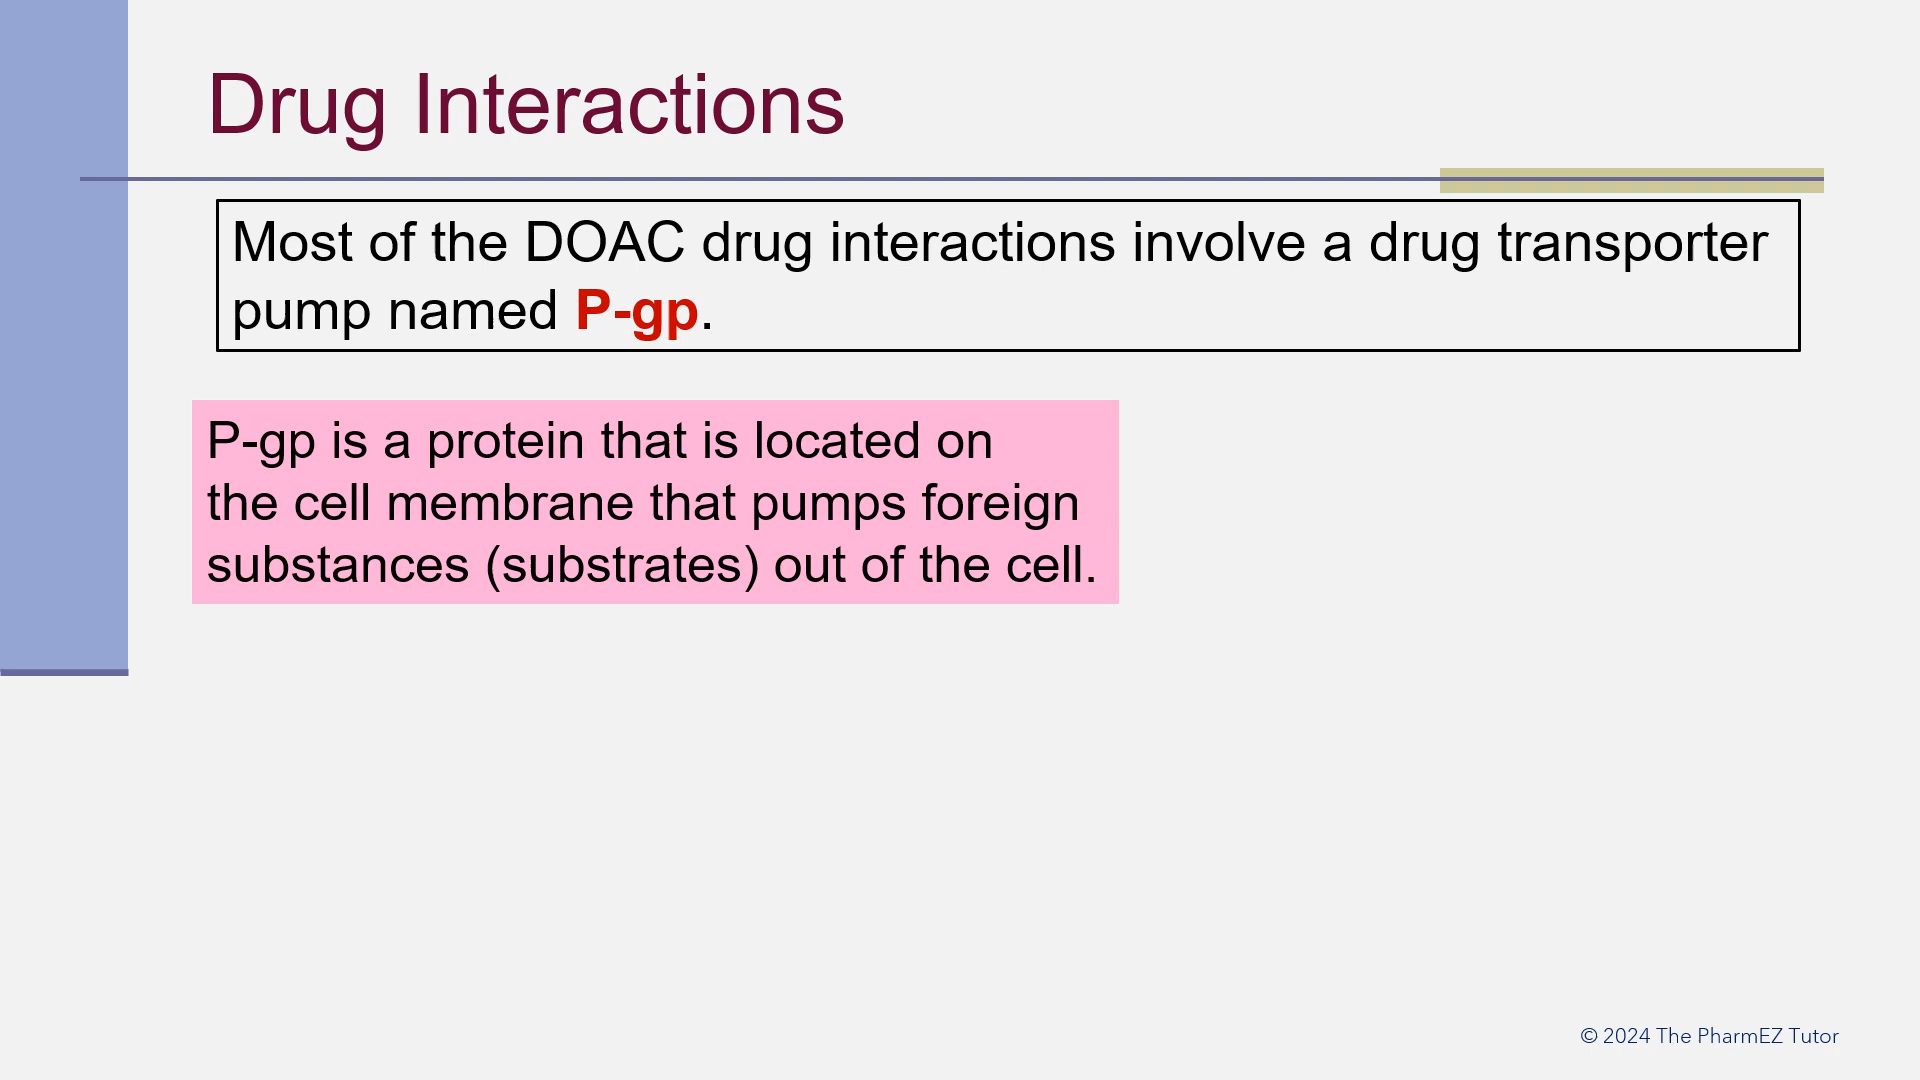 Drug Interactions
Most of the DOAC drug interactions involve a drug transporter
pump named P-gp.
P-gp is a protein that is located on
the cell membrane that pumps foreign
substances (substrates) out of the cell.
© 2024 The PharmEZ Tutor